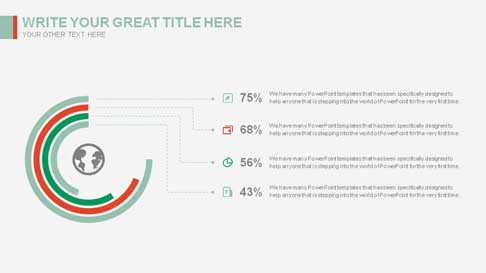 WRITE YOUR GREAT TITLE HERE
YOUR OTHER TEXT HERE
75%
We have many PowerPoint templates that has been specifically designed to
help anyone that is stepping into the world of PowerPoint for the very first time.
68%
We have many PowerPoint templates that has been specifically designed to
help anyone that is stepping into the world of PowerPoint for the very first time.
56%
We have many PowerPoint templates that has been specifically designed to
help anyone that is stepping into the world of PowerPoint for the very first time.
43%
We have many PowerPoint templates that has been specifically designed to
help anyone that is stepping into the world of PowerPoint for the very first time.